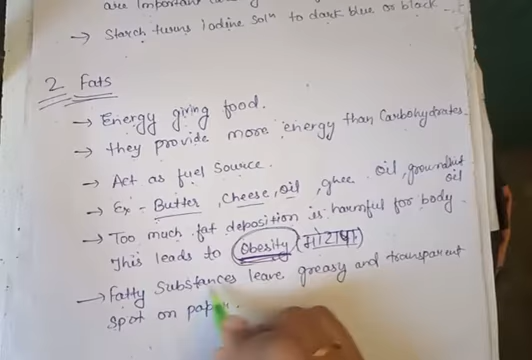 are Important
→ Starch turns iodine solⁿ to dark blue or black
2 Fats
→ Energy giving food.
→ they provide more energy than Carbohydrates.
→ Act as fuel source.
→ Ex - Butter, Cheese, oil, ghee oil, groundnut oil
→ Too much fat deposition is harmful for body.
This leads to Obesity (मोटापा)
→ Fatty Substances leave greasy and transparent
spot on paper.